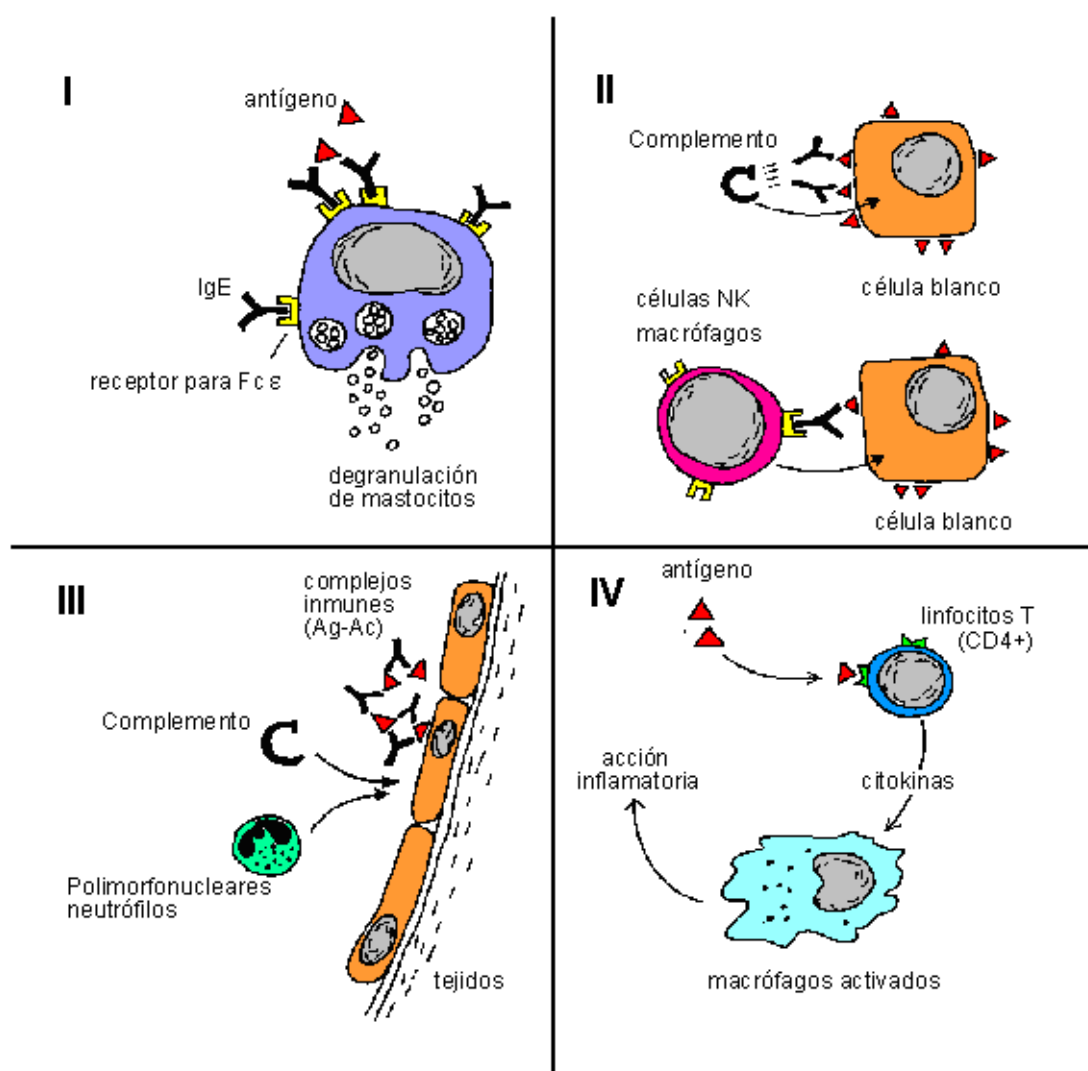 I
antígeno
IgE
receptor para Fc ε
degranulación
de mastocitos
II
Complemento
célula blanco
células NK
macrófagos
célula blanco
III
complejos
inmunes
(Ag-Ac)
Complemento
Polimorfonucleares
neutrófilos
tejidos
IV
antígeno
linfocitos T
(CD4+)
citokinas
acción
inflamatoria
macrófagos activados